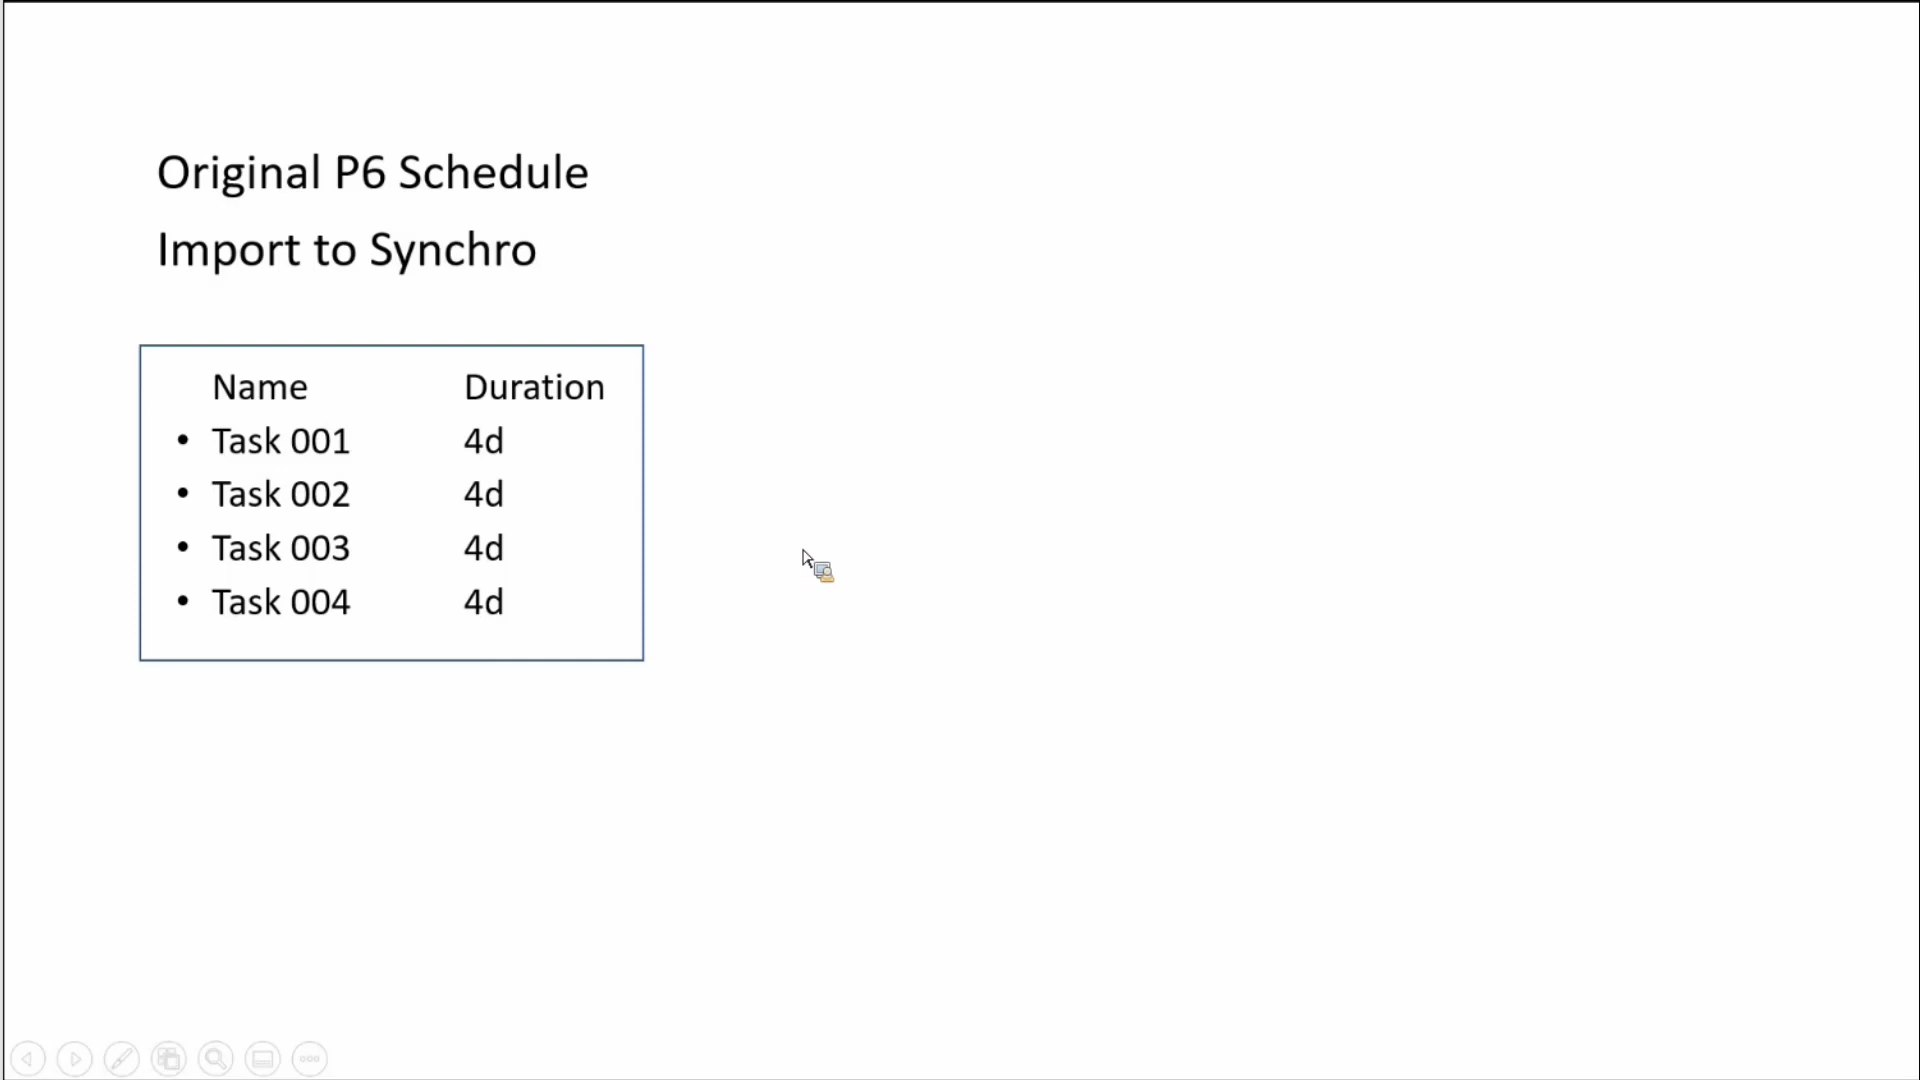 Original P6 Schedule
Import to Synchro
Name Duration
• Task 001 4d
• Task 002 4d
• Task 003 4d
• Task 004 4d